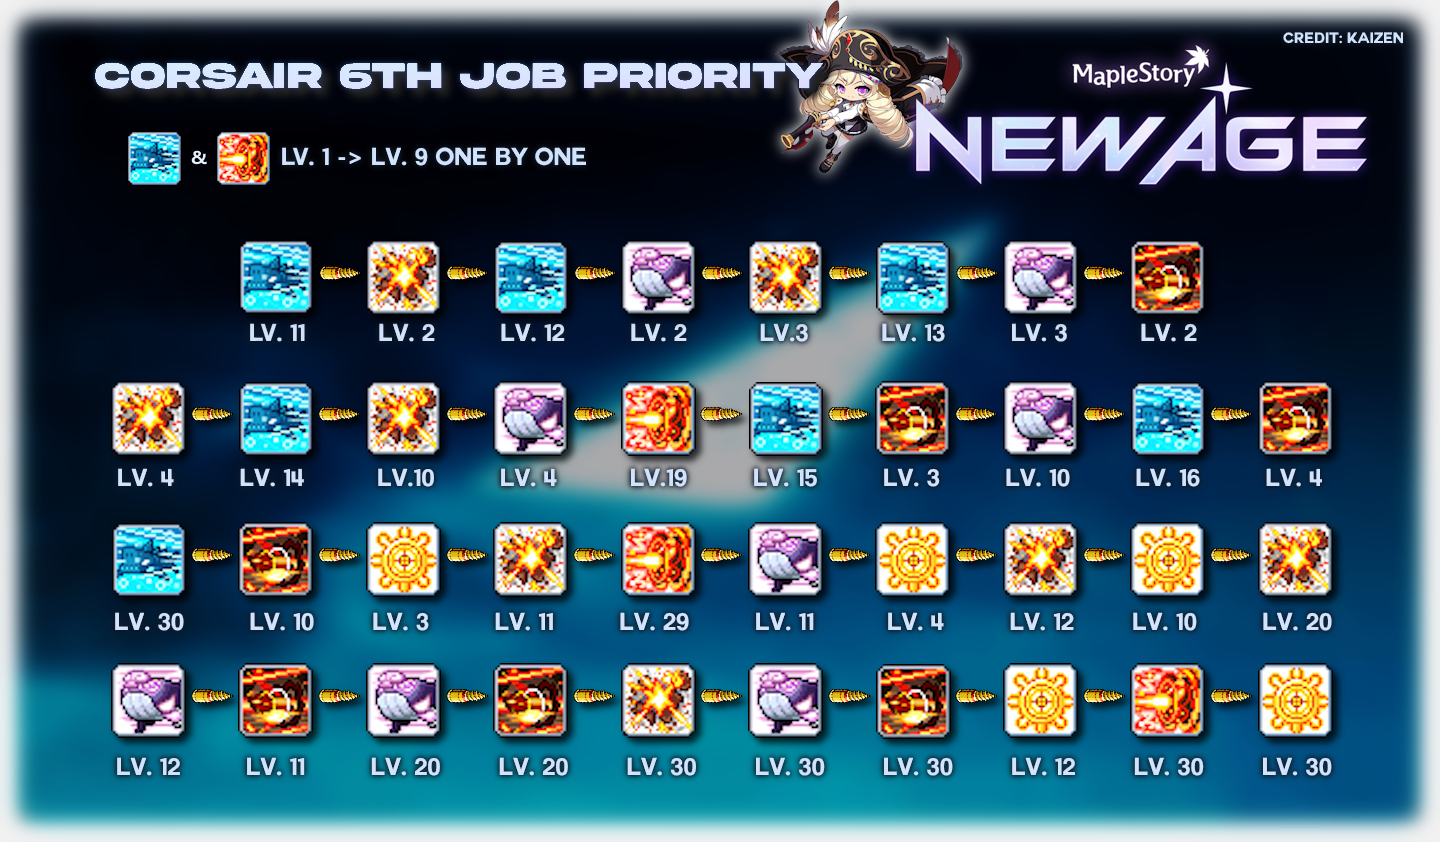 CREDIT: KAIZEN
CORSAIR 6TH JOB PRIORITY
MapleStory
NEW AGE
& LV. 1 -> LV. 9 ONE BY ONE
LV. 11 LV. 2 LV. 12 LV. 2 LV.3 LV. 13 LV. 3 LV. 2
LV. 4 LV. 14 LV.10 LV. 4 LV.19 LV. 15 LV. 3 LV. 10 LV. 16 LV. 4
LV. 30 LV. 10 LV. 3 LV. 11 LV. 29 LV. 11 LV. 4 LV. 12 LV. 10 LV. 20
LV. 12 LV. 11 LV. 20 LV. 20 LV. 30 LV. 30 LV. 30 LV. 12 LV. 30 LV. 30